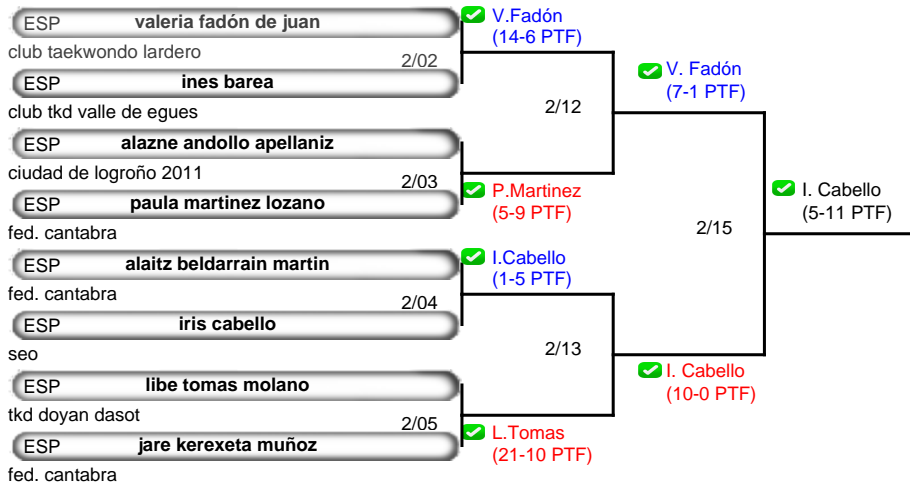 ESP valeria fadón de juan
club taekwondo lardero
2/02
ESP ines barea
club tkd valle de egues
ESP alazne andollo apellaniz
ciudad de logroño 2011
2/03
ESP paula martinez lozano
fed. cantabra
ESP alaitz beldarrain martin
fed. cantabra
2/04
ESP iris cabello
seo
ESP libe tomas molano
tkd doyan dasot
2/05
ESP jare kerexeta muñoz
fed. cantabra
V.Fadón
(14-6 PTF)
2/12
P.Martinez
(5-9 PTF)
I.Cabello
(1-5 PTF)
2/13
L.Tomas
(21-10 PTF)
V. Fadón
(7-1 PTF)
2/15
I. Cabello
(10-0 PTF)
I. Cabello
(5-11 PTF)